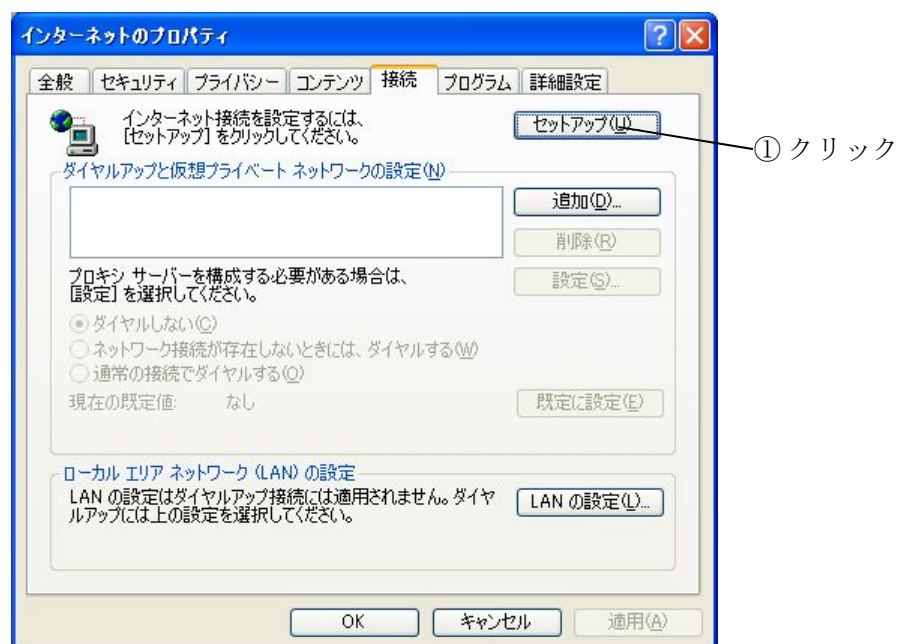 インターネットのプロパティ
全般 セキュリティ プライバシー コンテンツ 接続 プログラム 詳細設定
インターネット接続を設定するには、
[セットアップ] をクリックしてください。
セットアップ(U)
①クリック
ダイヤルアップと仮想プライベート ネットワークの設定(N)
追加(D)...
削除(R)
プロキシ サーバーを構成する必要がある場合は、
[設定] を選択してください。
設定(S)...
ダイヤルしない(C)
ネットワーク接続が存在しないときには、ダイヤルする(W)
通常の接続でダイヤルする(O)
現在の既定値: なし
既定に設定(E)
ローカル エリア ネットワーク (LAN) の設定
LAN の設定はダイヤルアップ接続には適用されません。ダイヤ
ルアップには上の設定を選択してください。
LAN の設定(L)...
OK キャンセル 適用(A)